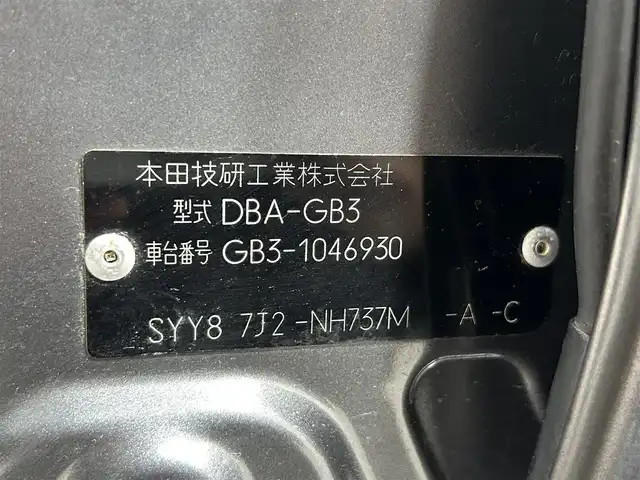 本田技研工業株式会社
型式 DBA-GB3
車台番号 GB3-1046930
SYY8 7J2-NH737M -A -C